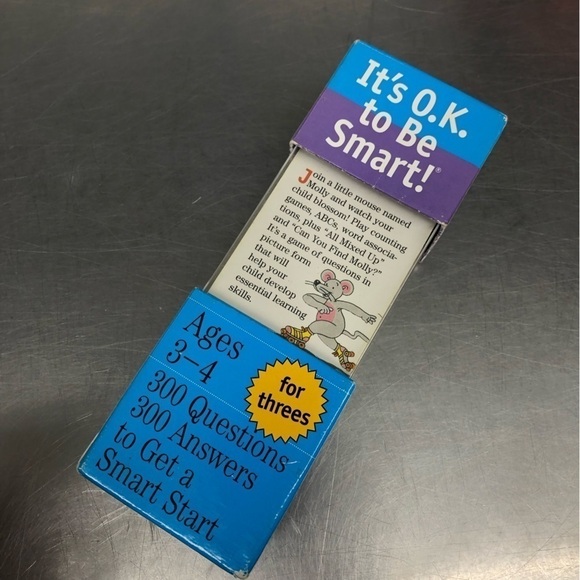 It's O.K.
to Be
Smart!®
Join a little mouse named
Molly and watch your
child blossom! Play counting
games, ABCs, word associa-
tions, plus "All Mixed Up"
and "Can You Find Molly?"
It's a game of questions in
picture form
that will
help your
child develop
essential learning
skills.
Ages
3–4
for
threes
300 Questions
300 Answers
to Get a
Smart Start